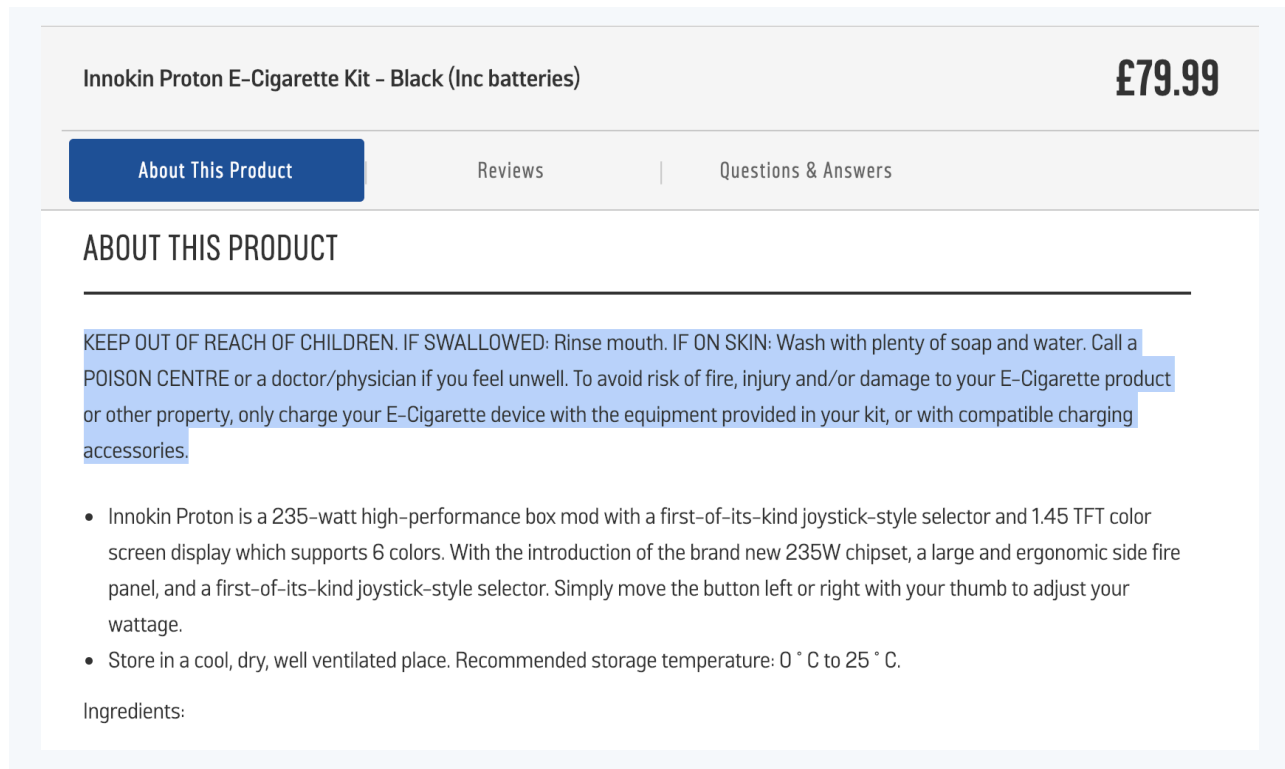 Innokin Proton E-Cigarette Kit - Black (Inc batteries)
£79.99
About This Product
Reviews
Questions & Answers
ABOUT THIS PRODUCT
KEEP OUT OF REACH OF CHILDREN. IF SWALLOWED: Rinse mouth. IF ON SKIN: Wash with plenty of soap and water. Call a
POISON CENTRE or a doctor/physician if you feel unwell. To avoid risk of fire, injury and/or damage to your E-Cigarette product
or other property, only charge your E-Cigarette device with the equipment provided in your kit, or with compatible charging
accessories.
• Innokin Proton is a 235-watt high-performance box mod with a first-of-its-kind joystick-style selector and 1.45 TFT color
screen display which supports 6 colors. With the introduction of the brand new 235W chipset, a large and ergonomic side fire
panel, and a first-of-its-kind joystick-style selector. Simply move the button left or right with your thumb to adjust your
wattage.
• Store in a cool, dry, well ventilated place. Recommended storage temperature: 0 ˚ C to 25 ˚ C.
Ingredients: